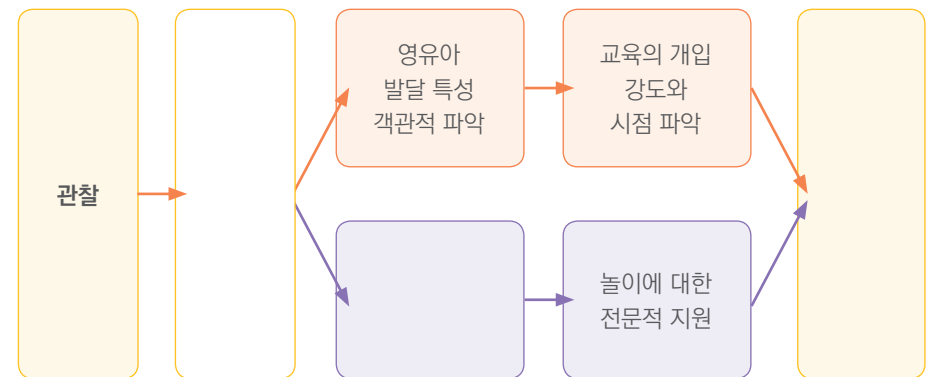 관찰
영유아
발달 특성
객관적 파악
교육의 개입
강도와
시점 파악
놀이에 대한
전문적 지원